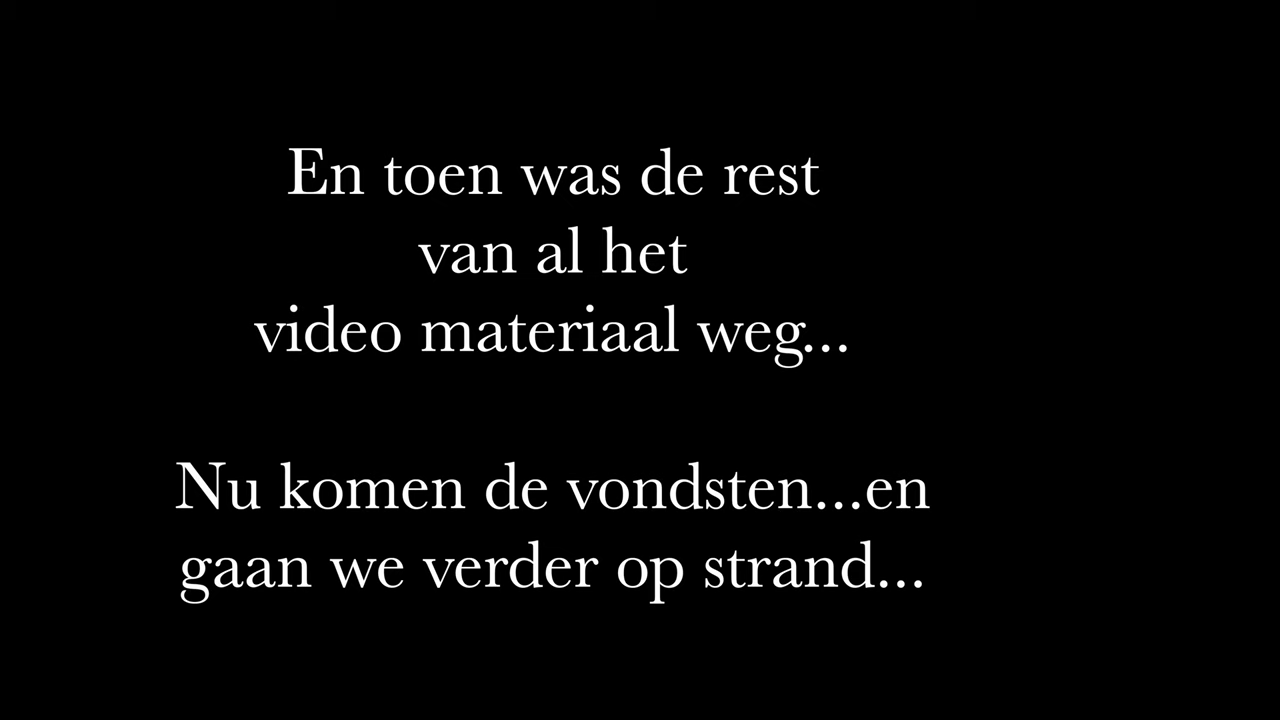 En toen was de rest
van al het
video materiaal weg...
Nu komen de vondsten...en
gaan we verder op strand...